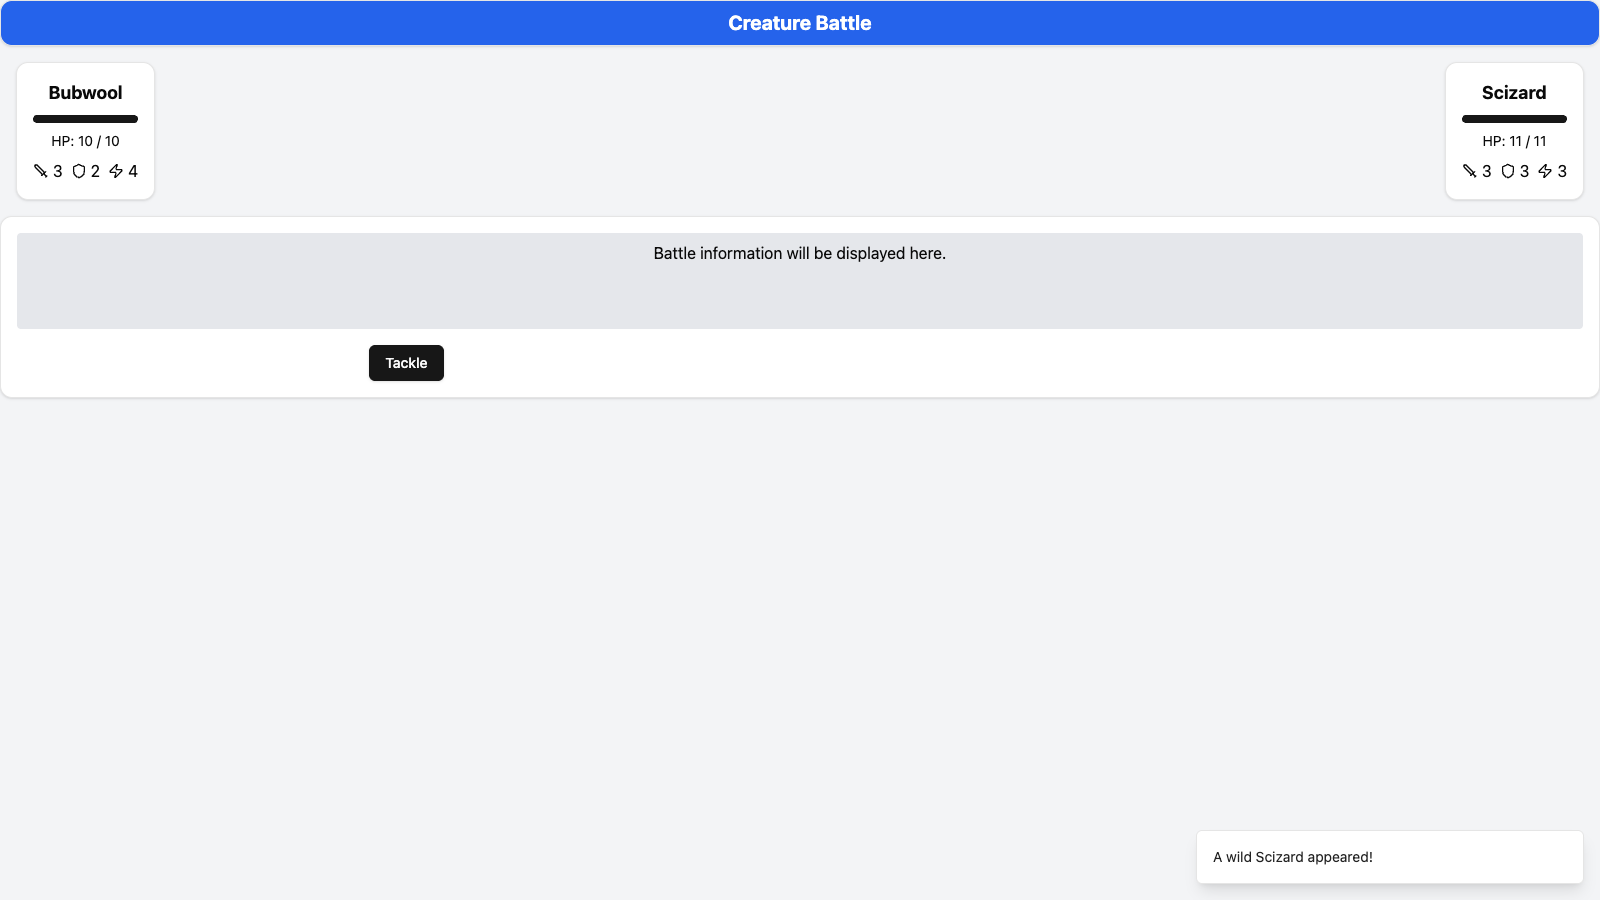 Creature Battle
Bubwool
HP: 10 / 10
3 2 4
Scizard
HP: 11 / 11
3 3 3
Battle information will be displayed here.
Tackle
A wild Scizard appeared!